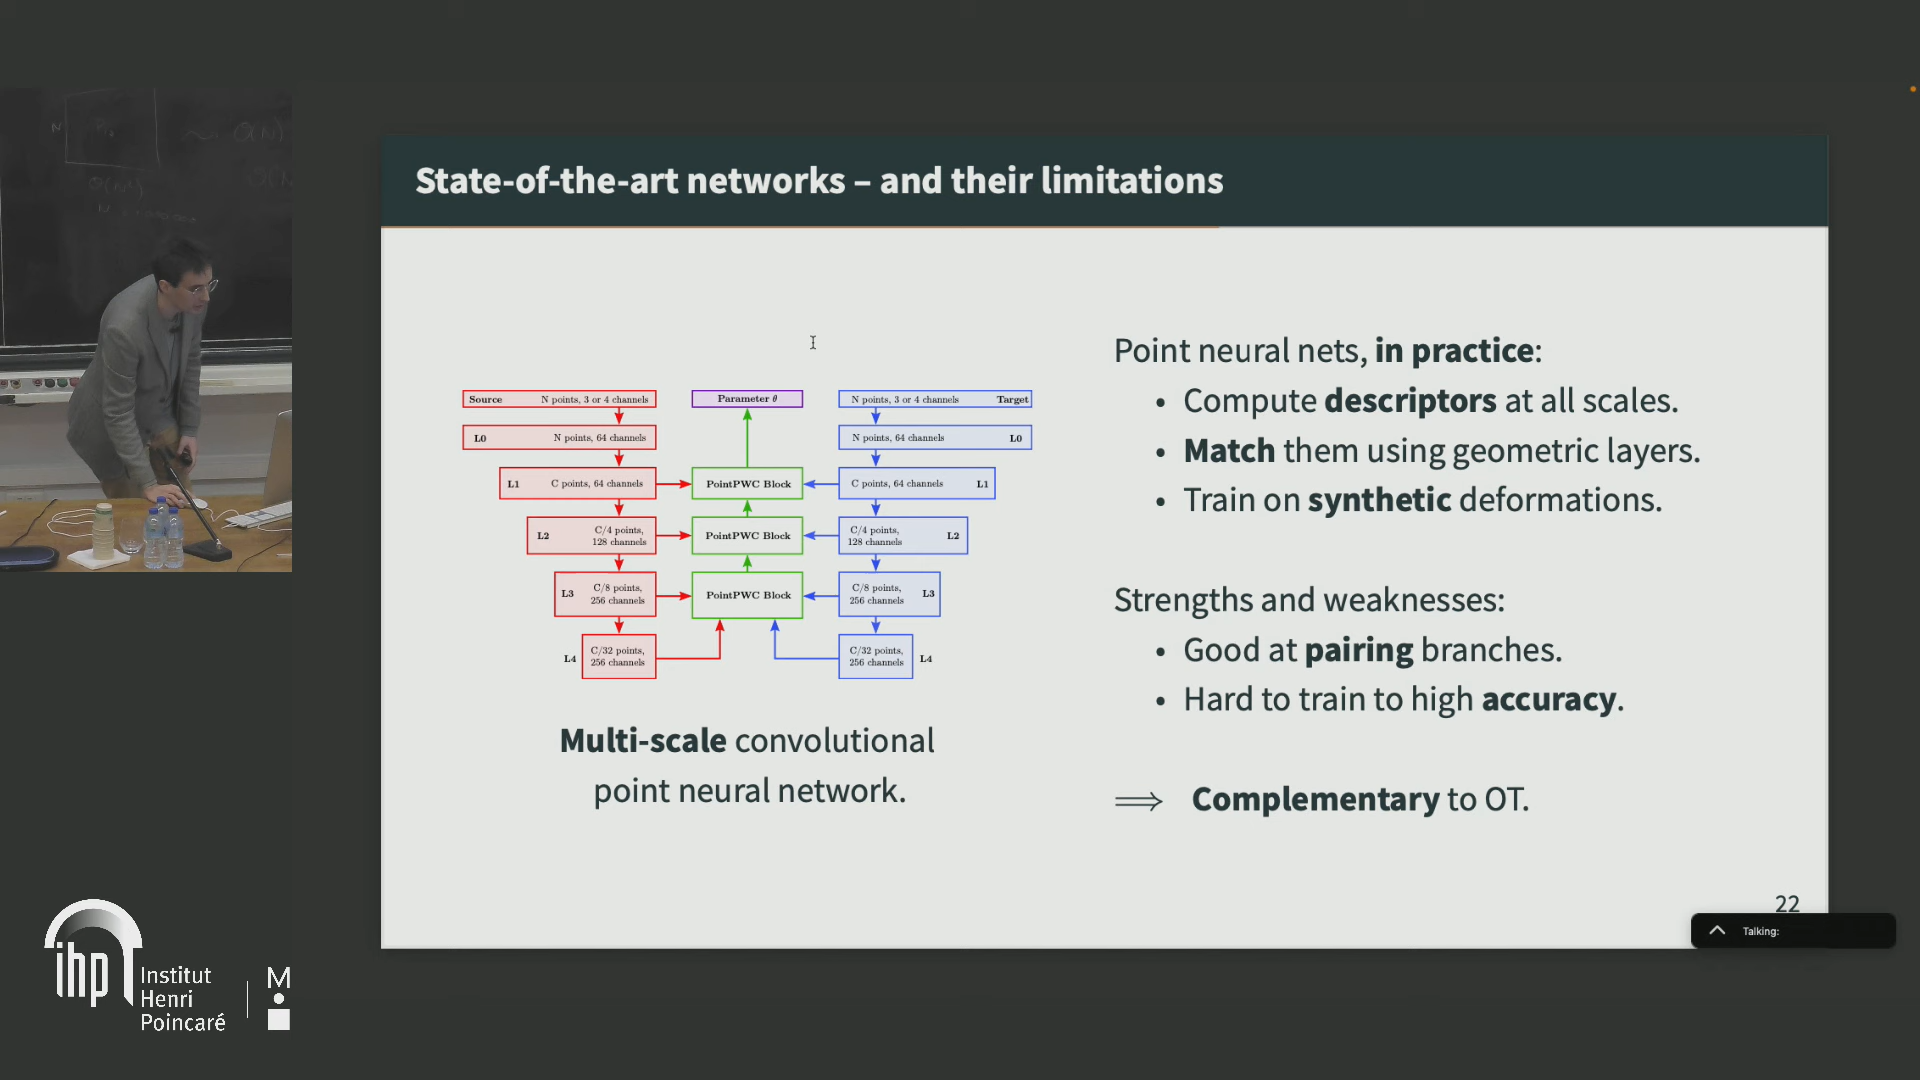 State-of-the-art networks – and their limitations
Source N points, 3 or 4 channels
L0 N points, 64 channels
L1 C points, 64 channels
L2 C/4 points,
128 channels
L3 C/8 points,
256 channels
L4 C/32 points,
256 channels
Parameter θ
PointPWC Block
PointPWC Block
PointPWC Block
N points, 3 or 4 channels Target
N points, 64 channels L0
C points, 64 channels L1
C/4 points,
128 channels L2
C/8 points,
256 channels L3
C/32 points,
256 channels L4
Multi-scale convolutional
point neural network.
Point neural nets, in practice:
• Compute descriptors at all scales.
• Match them using geometric layers.
• Train on synthetic deformations.
Strengths and weaknesses:
• Good at pairing branches.
• Hard to train to high accuracy.
⟹ Complementary to OT.
22
Talking:
ihp
Institut
Henri
Poincaré
M